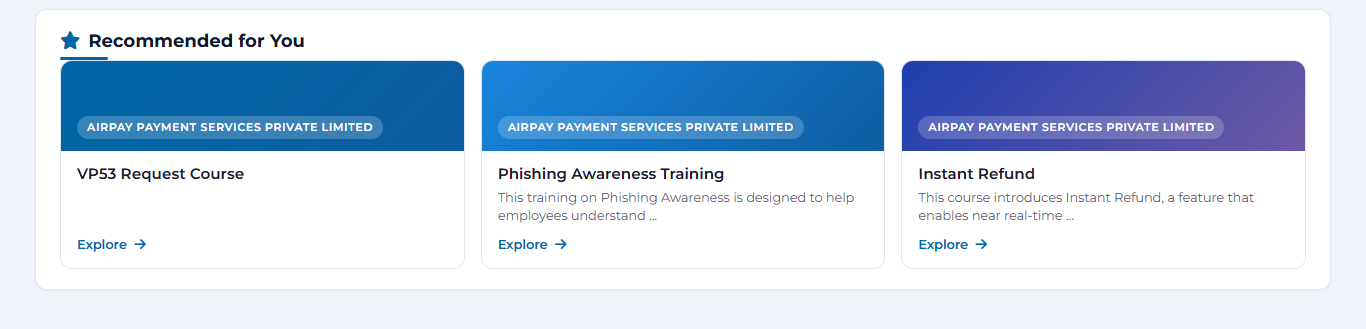 Recommended for You
AIRPAY PAYMENT SERVICES PRIVATE LIMITED
VP53 Request Course
Explore →
AIRPAY PAYMENT SERVICES PRIVATE LIMITED
Phishing Awareness Training
This training on Phishing Awareness is designed to help
employees understand ...
Explore →
AIRPAY PAYMENT SERVICES PRIVATE LIMITED
Instant Refund
This course introduces Instant Refund, a feature that
enables near real-time ...
Explore →